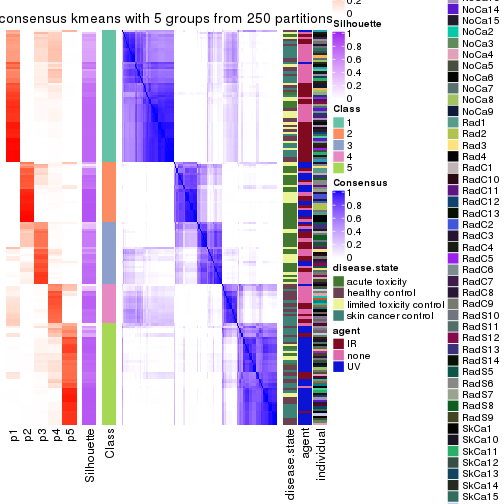 consensus kmeans with 5 groups from 250 partitions
p1
p2
p3
p4
p5
Silhouette
Class
disease.state
agent
individual
0.2
0
Silhouette
1
0.8
0.6
0.4
0.2
0
Class
1
2
3
4
5
Consensus
1
0.8
0.6
0.4
0.2
0
disease.state
acute toxicity
healthy control
limited toxicity control
skin cancer control
agent
IR
none
UV
NoCa14
NoCa15
NoCa2
NoCa3
NoCa4
NoCa5
NoCa6
NoCa7
NoCa8
NoCa9
Rad1
Rad2
Rad3
Rad4
RadC1
RadC10
RadC11
RadC12
RadC13
RadC2
RadC3
RadC4
RadC5
RadC6
RadC7
RadC8
RadC9
RadS10
RadS11
RadS12
RadS13
RadS14
RadS5
RadS6
RadS7
RadS8
RadS9
SkCa1
SkCa10
SkCa11
SkCa12
SkCa13
SkCa14
SkCa15